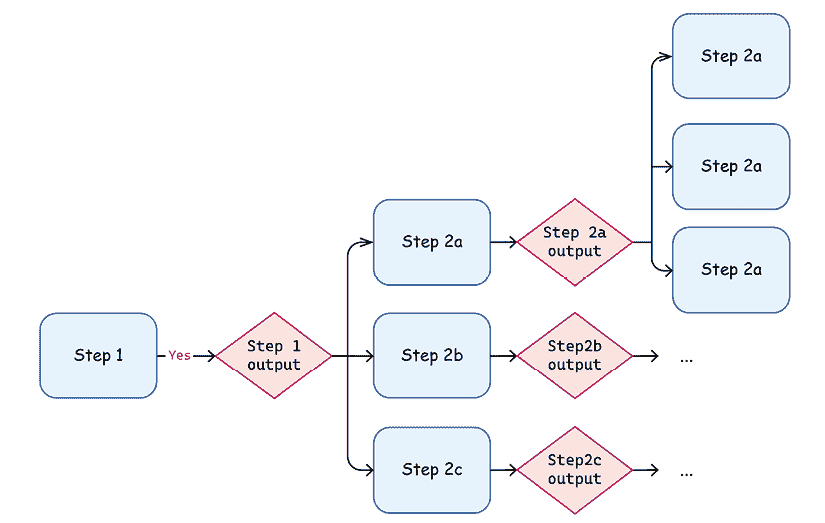 Step 2a
Step 2a
Step 2a
Step 2a
output
Step 2a
Step 1
Yes
Step 1
output
Step 2b
Step2b
output
...
Step 2c
Step2c
output
...